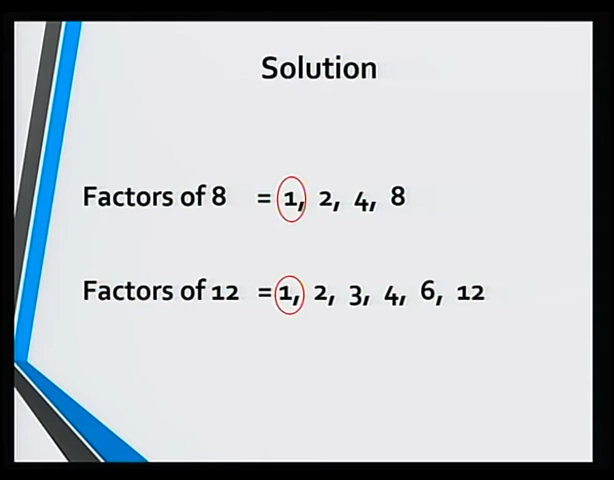 Solution
Factors of 8 = 1, 2, 4, 8
Factors of 12 = 1, 2, 3, 4, 6, 12